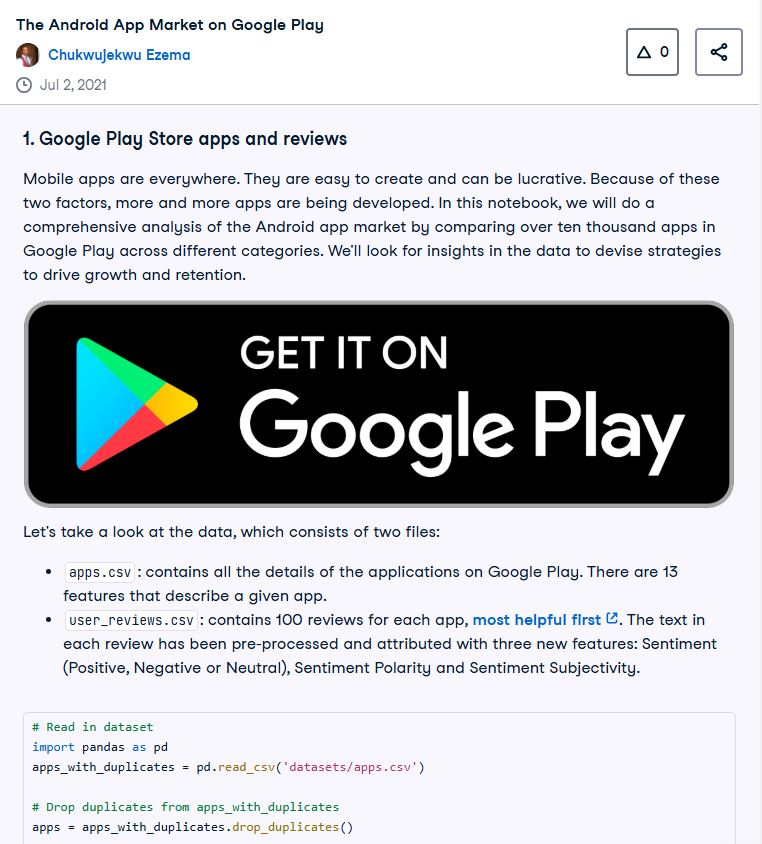 The Android App Market on Google Play
Chukwujekwu Ezema
Jul 2, 2021
0
1. Google Play Store apps and reviews
Mobile apps are everywhere. They are easy to create and can be lucrative. Because of these
two factors, more and more apps are being developed. In this notebook, we will do a
comprehensive analysis of the Android app market by comparing over ten thousand apps in
Google Play across different categories. We'll look for insights in the data to devise strategies
to drive growth and retention.
GET IT ON
Google Play
Let's take a look at the data, which consists of two files:
• apps.csv : contains all the details of the applications on Google Play. There are 13
features that describe a given app.
• user_reviews.csv : contains 100 reviews for each app, most helpful first. The text in
each review has been pre-processed and attributed with three new features: Sentiment
(Positive, Negative or Neutral), Sentiment Polarity and Sentiment Subjectivity.
# Read in dataset
import pandas as pd
apps_with_duplicates = pd.read_csv('datasets/apps.csv')
# Drop duplicates from apps_with_duplicates
apps = apps_with_duplicates.drop_duplicates()